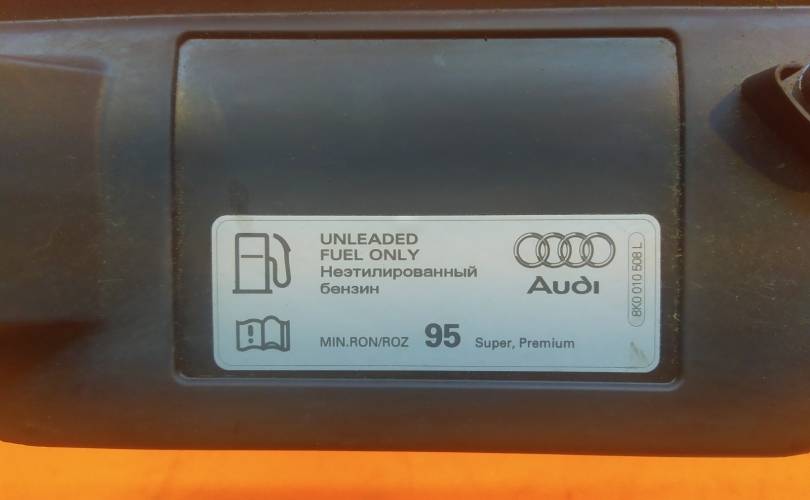 UNLEADED
FUEL ONLY
Неэтилированный
бензин
Audi
8K0 010 508 L
MIN.RON/ROZ 95 Super, Premium